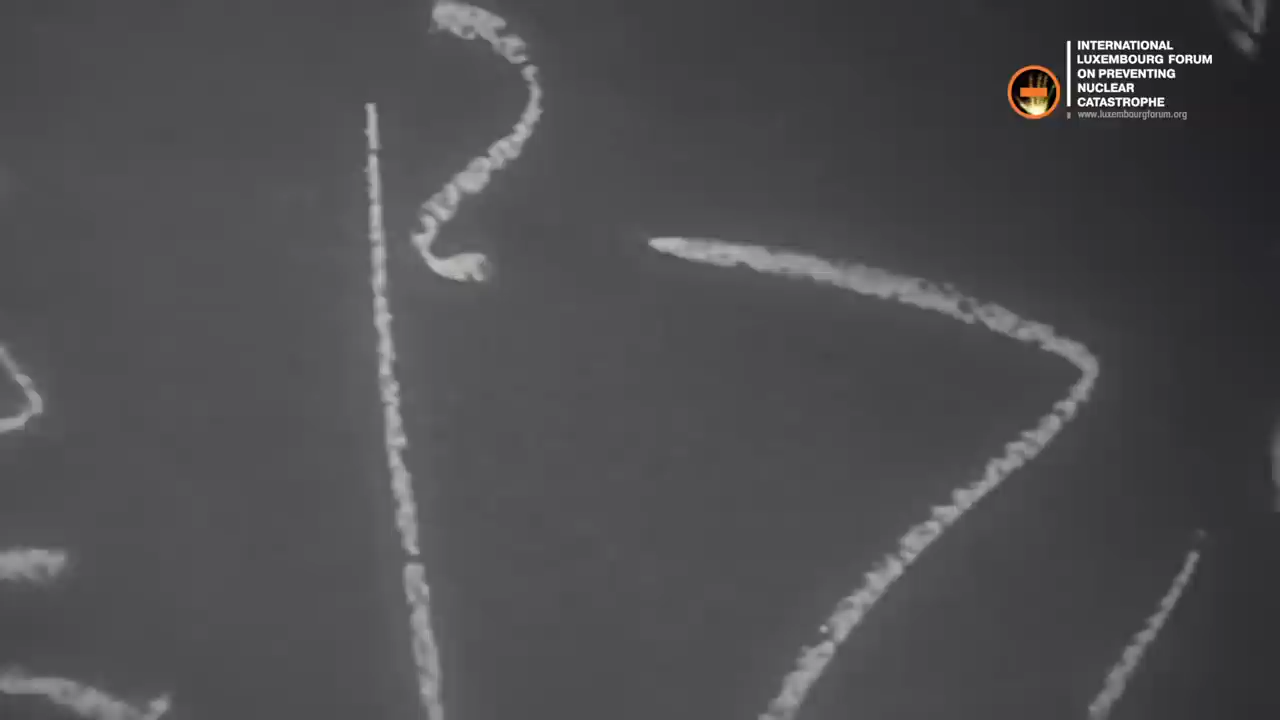 INTERNATIONAL
LUXEMBOURG FORUM
ON PREVENTING
NUCLEAR
CATASTROPHE
www.luxembourgforum.org